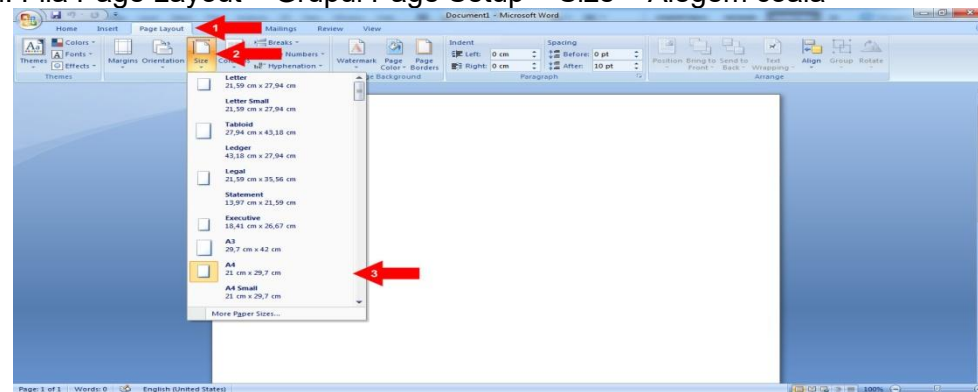 Fila Page Layout – Grupul Page Setup – Size – Alegem scala
Document1 - Microsoft Word
Home Insert Page Layout 1 Mailings Review View
Colors Breaks Indent Spacing
Themes Fonts Margins Orientation Size 2 Numbers Watermark Page Color Page Borders Left: 0 cm Before: 0 pt Position Bring to Front Send to Back Text Wrapping Align Group Rotate
Effects Hyphenation Right: 0 cm After: 10 pt
Themes Background Paragraph Arrange
Letter
21,59 cm x 27,94 cm
Letter Small
21,59 cm x 27,94 cm
Tabloid
27,94 cm x 43,18 cm
Ledger
43,18 cm x 27,94 cm
Legal
21,59 cm x 35,56 cm
Statement
13,97 cm x 21,59 cm
Executive
18,41 cm x 26,67 cm
A3
29,7 cm x 42 cm
A4
21 cm x 29,7 cm 3
A4 Small
21 cm x 29,7 cm
More Paper Sizes...
Page: 1 of 1 Words: 0 English (United States) 100%